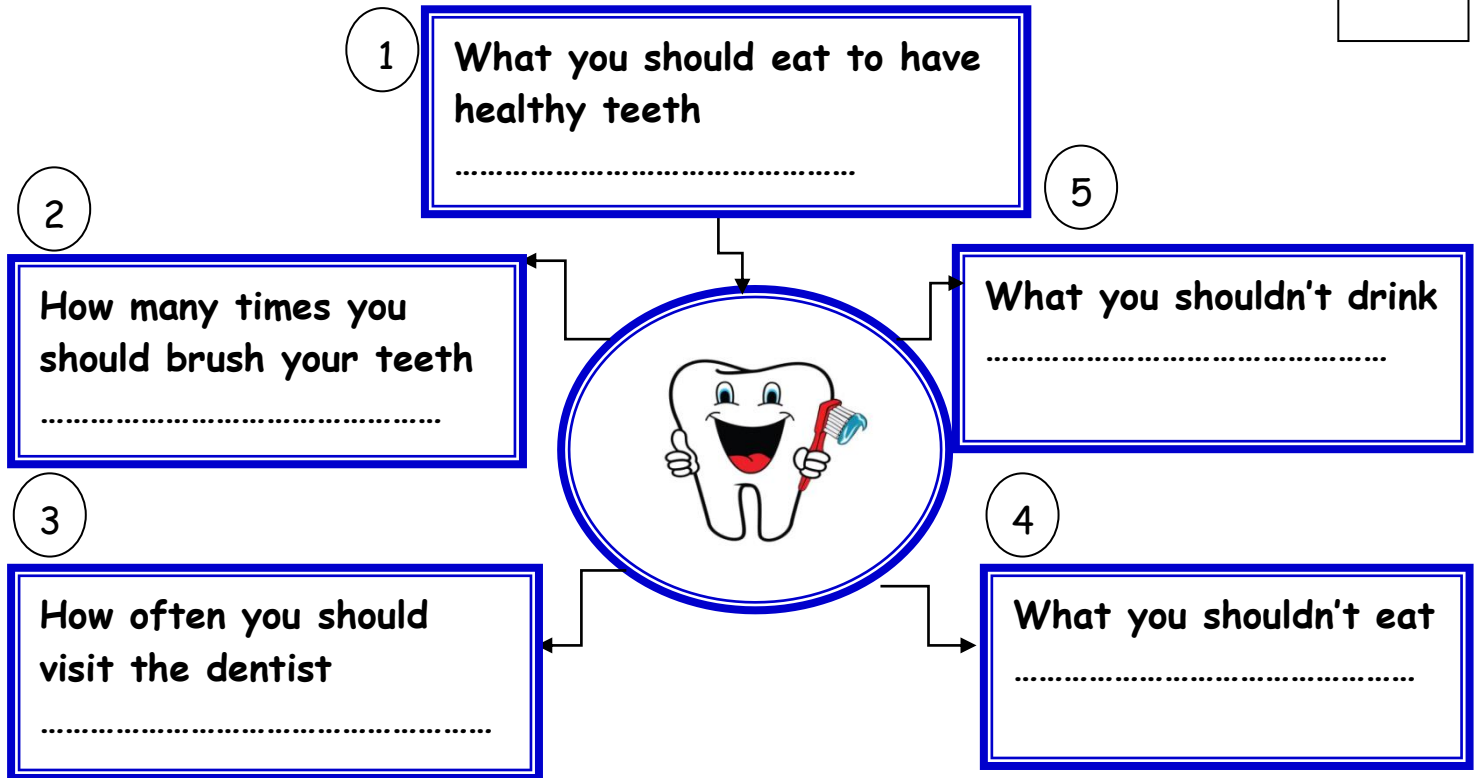 1
What you should eat to have
healthy teeth
…………………………………………
2
How many times you
should brush your teeth
…………………………………………
3
How often you should
visit the dentist
………………………………………………
4
What you shouldn't eat
…………………………………………
5
What you shouldn't drink
…………………………………………